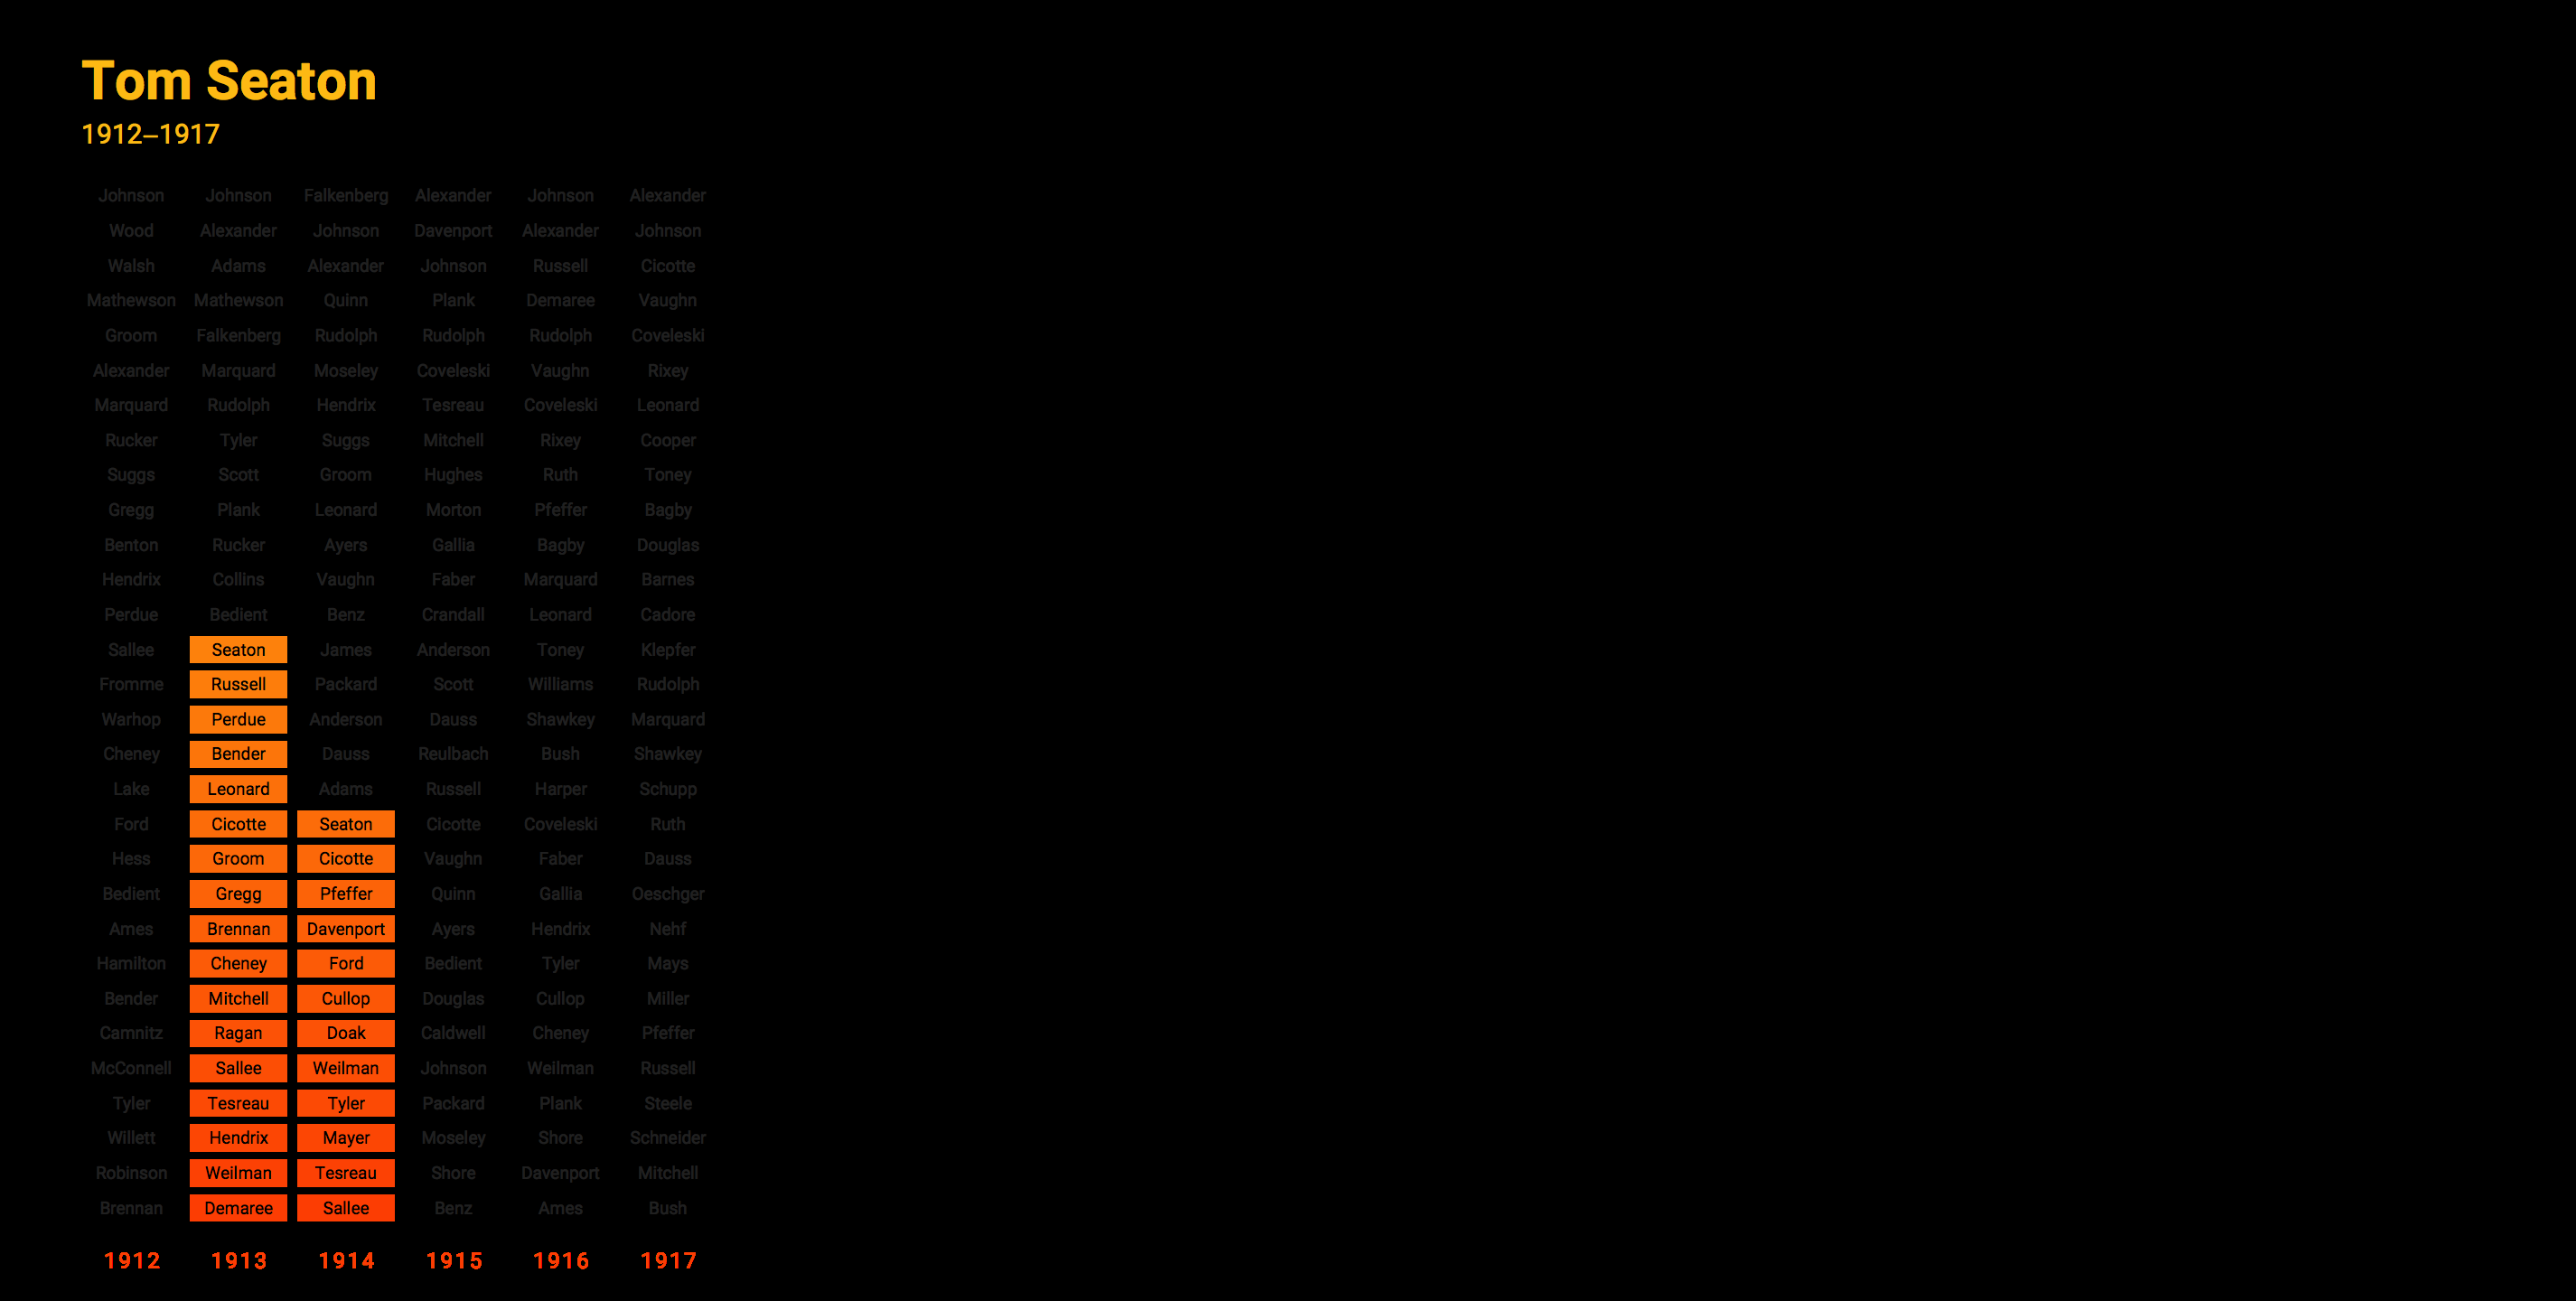 Tom Seaton
1912–1917
Johnson Johnson Falkenberg Alexander Johnson Alexander
Wood Alexander Johnson Davenport Alexander Johnson
Walsh Adams Alexander Johnson Russell Cicotte
Mathewson Mathewson Quinn Plank Demaree Vaughn
Groom Falkenberg Rudolph Rudolph Rudolph Coveleski
Alexander Marquard Moseley Coveleski Vaughn Rixey
Marquard Rudolph Hendrix Tesreau Coveleski Leonard
Rucker Tyler Suggs Mitchell Rixey Cooper
Suggs Scott Groom Hughes Ruth Toney
Gregg Plank Leonard Morton Pfeffer Bagby
Benton Rucker Ayers Gallia Bagby Douglas
Hendrix Collins Vaughn Faber Marquard Barnes
Perdue Bedient Benz Crandall Leonard Cadore
Sallee Seaton James Anderson Toney Klepfer
Fromme Russell Packard Scott Williams Rudolph
Warhop Perdue Anderson Dauss Shawkey Marquard
Cheney Bender Dauss Reulbach Bush Shawkey
Lake Leonard Adams Russell Harper Schupp
Ford Cicotte Seaton Cicotte Coveleski Ruth
Hess Groom Cicotte Vaughn Faber Dauss
Bedient Gregg Pfeffer Quinn Gallia Oeschger
Ames Brennan Davenport Ayers Hendrix Nehf
Hamilton Cheney Ford Bedient Tyler Mays
Bender Mitchell Cullop Douglas Cullop Miller
Camnitz Ragan Doak Caldwell Cheney Pfeffer
McConnell Sallee Weilman Johnson Weilman Russell
Tyler Tesreau Tyler Packard Plank Steele
Willett Hendrix Mayer Moseley Shore Schneider
Robinson Weilman Tesreau Shore Davenport Mitchell
Brennan Demaree Sallee Benz Ames Bush
1912 1913 1914 1915 1916 1917